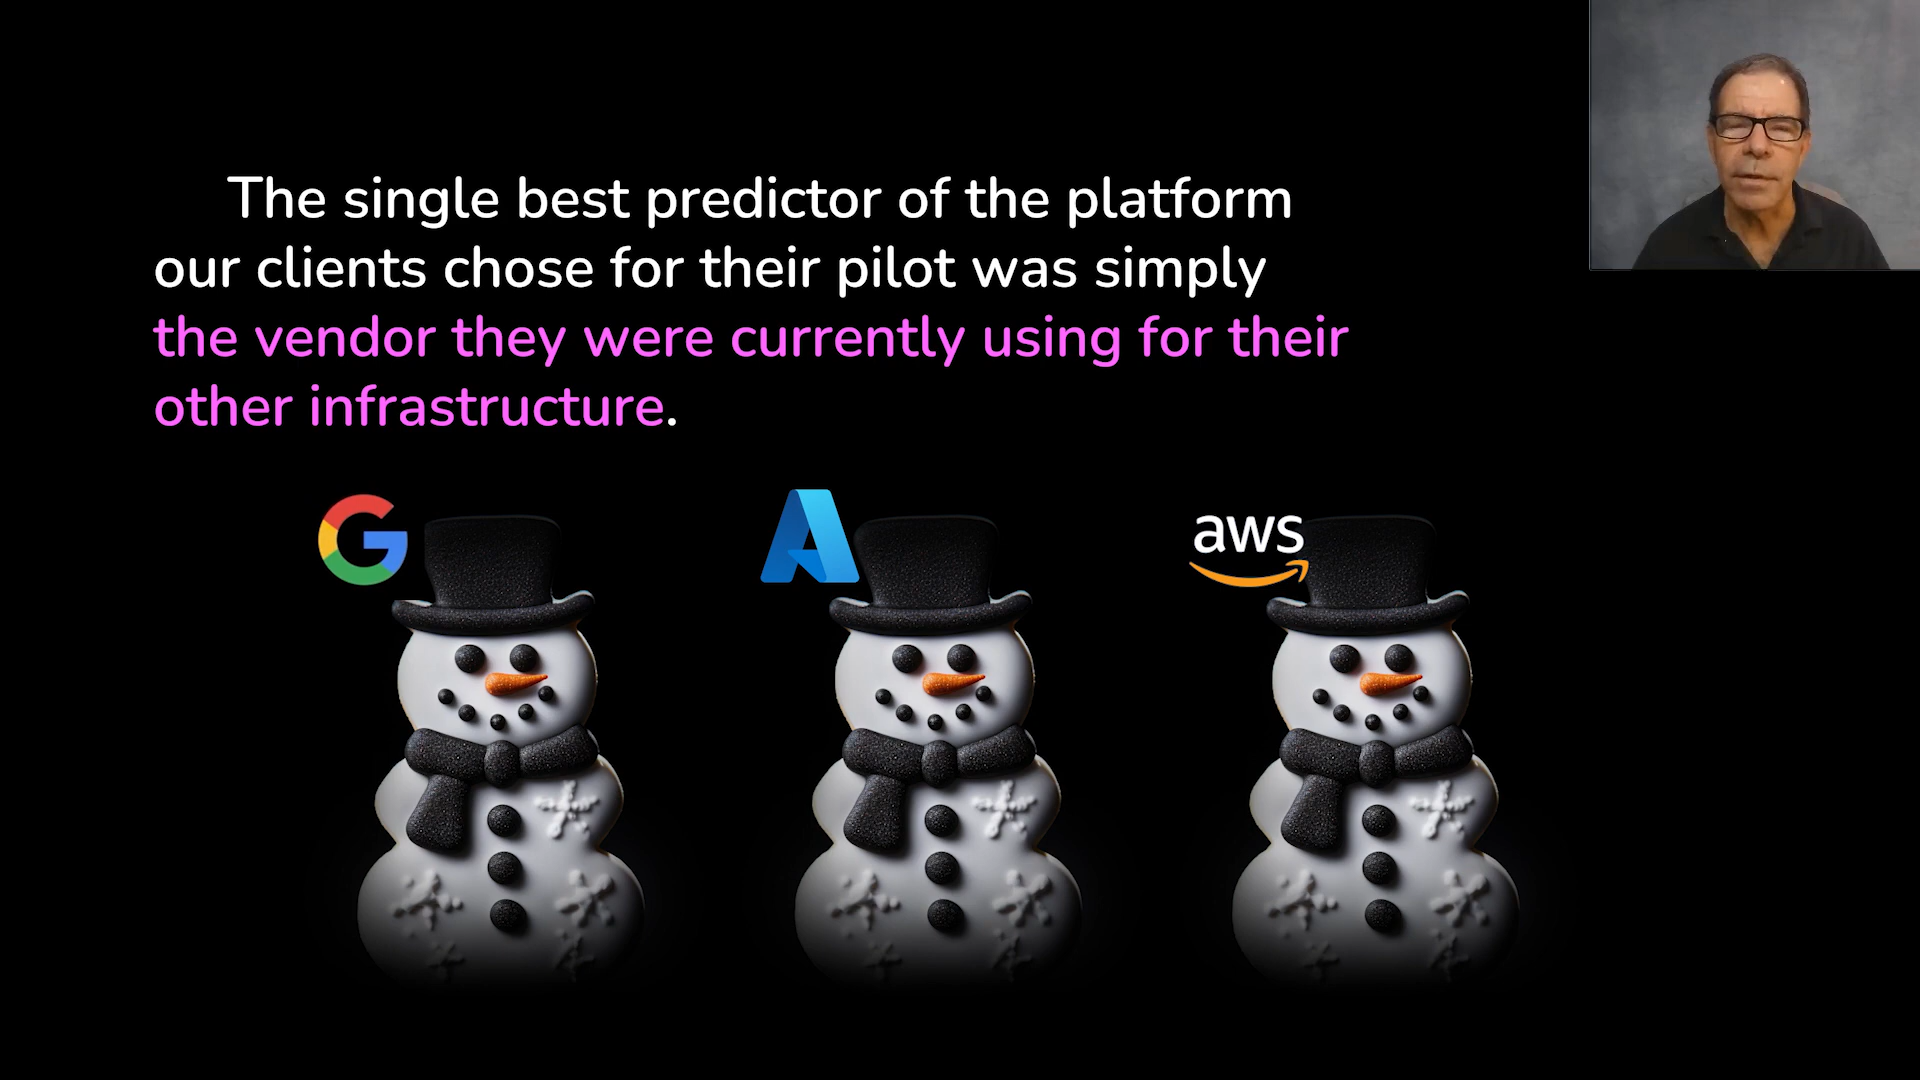 The single best predictor of the platform
our clients chose for their pilot was simply
the vendor they were currently using for their
other infrastructure.
aws